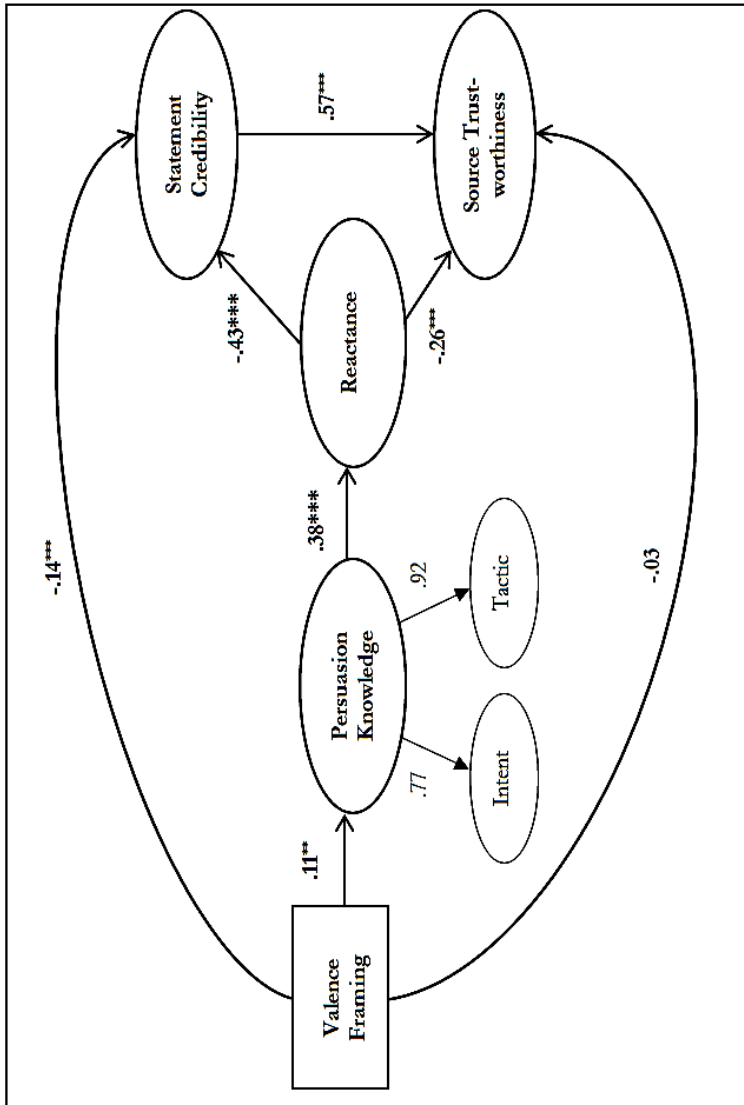 -.14***
Statement
Credibility
-.43***
.57***
Valence
Framing
.11**
Persuasion
Knowledge
.38***
Reactance
.77
.92
-.26***
Source Trust-
worthiness
Intent
Tactic
-.03